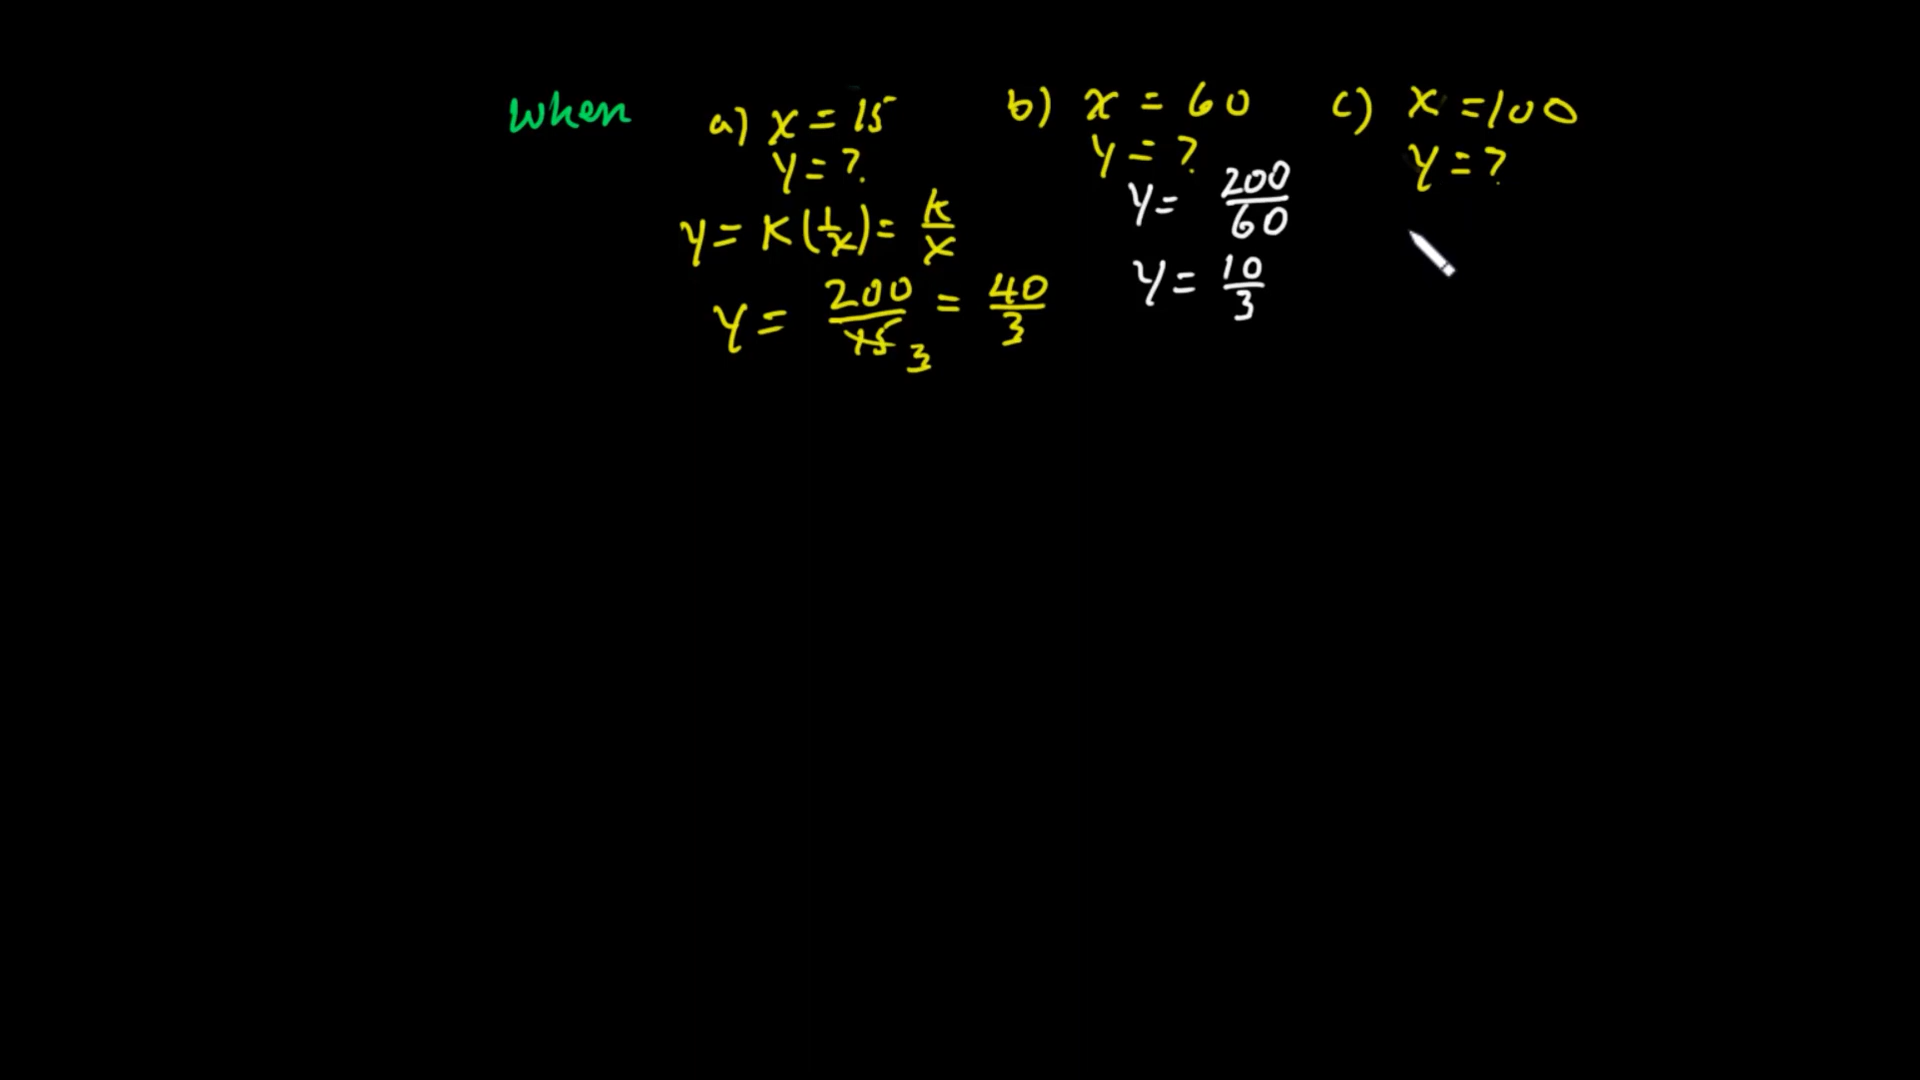 when
a) x = 15
y = ?
y = K(1/x) = K/x
y = 200/15 3 = 40/3
b) x = 60
y = ?
y = 200/60
y = 10/3
c) x = 100
y = ?